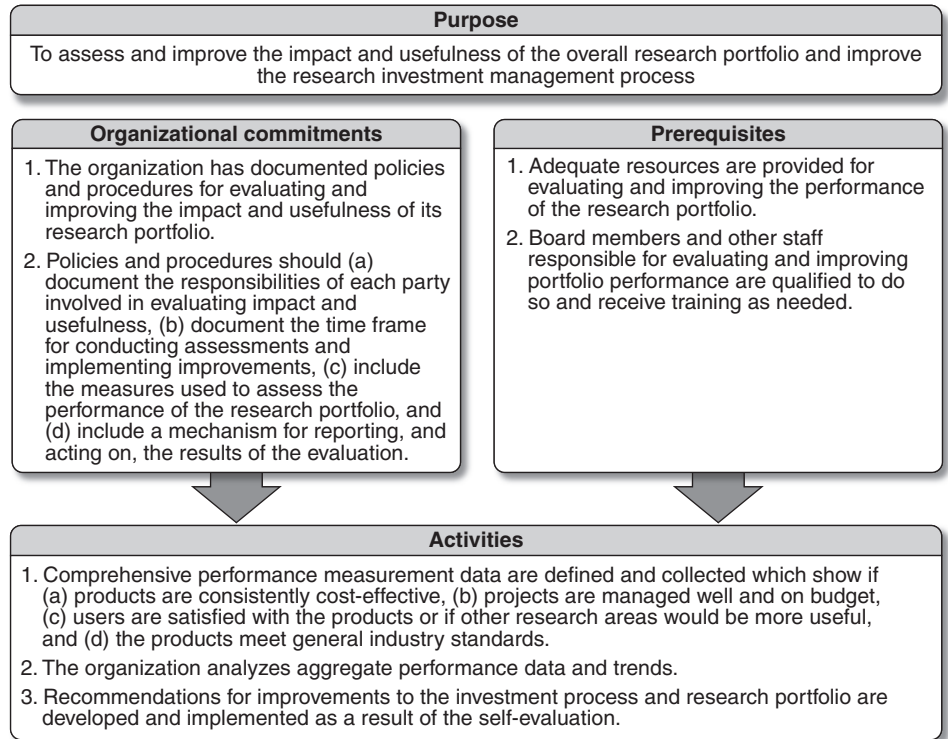 Purpose
To assess and improve the impact and usefulness of the overall research portfolio and improve
the research investment management process
Organizational commitments
1. The organization has documented policies
and procedures for evaluating and
improving the impact and usefulness of its
research portfolio.
2. Policies and procedures should (a)
document the responsibilities of each party
involved in evaluating impact and
usefulness, (b) document the time frame
for conducting assessments and
implementing improvements, (c) include
the measures used to assess the
performance of the research portfolio, and
(d) include a mechanism for reporting, and
acting on, the results of the evaluation.
Prerequisites
1. Adequate resources are provided for
evaluating and improving the performance
of the research portfolio.
2. Board members and other staff
responsible for evaluating and improving
portfolio performance are qualified to do
so and receive training as needed.
Activities
1. Comprehensive performance measurement data are defined and collected which show if
(a) products are consistently cost-effective, (b) projects are managed well and on budget,
(c) users are satisfied with the products or if other research areas would be more useful,
and (d) the products meet general industry standards.
2. The organization analyzes aggregate performance data and trends.
3. Recommendations for improvements to the investment process and research portfolio are
developed and implemented as a result of the self-evaluation.